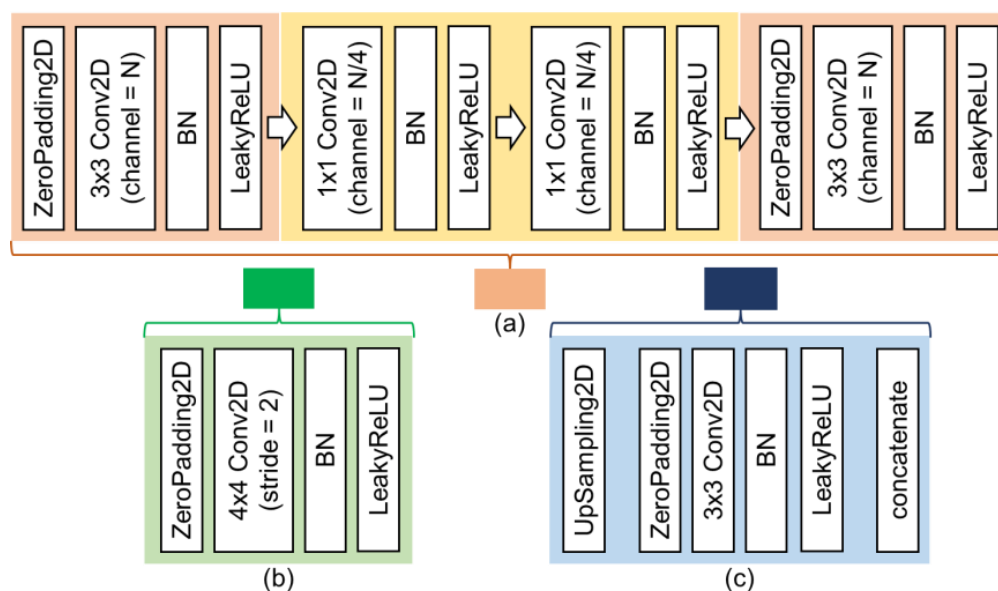 ZeroPadding2D
3x3 Conv2D
(channel = N)
BN
LeakyReLU
1x1 Conv2D
(channel = N/4)
BN
LeakyReLU
1x1 Conv2D
(channel = N/4)
BN
LeakyReLU
ZeroPadding2D
3x3 Conv2D
(channel = N)
BN
LeakyReLU
(a)
ZeroPadding2D
4x4 Conv2D
(stride = 2)
BN
LeakyReLU
(b)
UpSampling2D
ZeroPadding2D
3x3 Conv2D
BN
LeakyReLU
concatenate
(c)